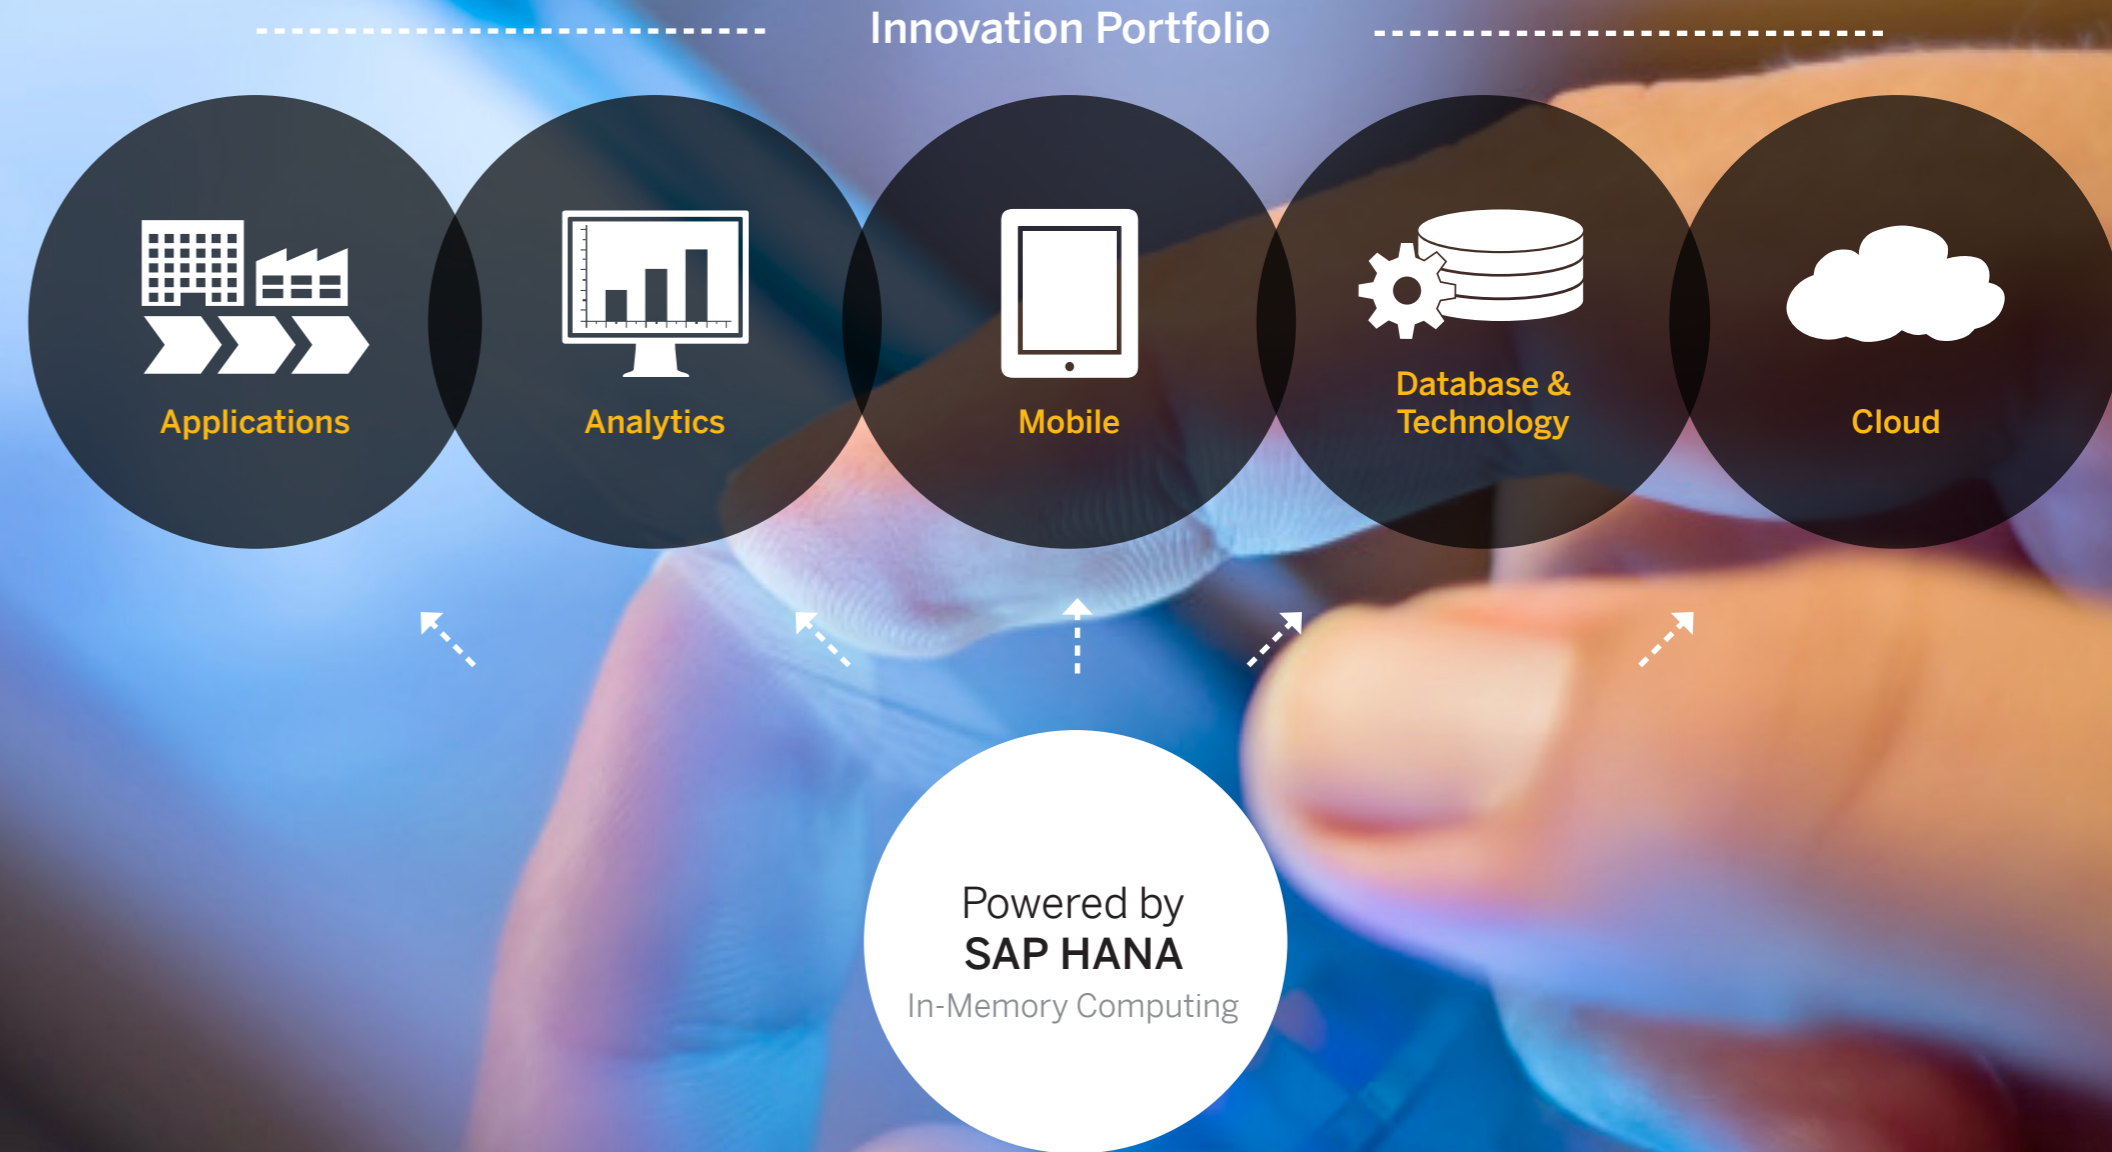 Innovation Portfolio
Applications
Analytics
Mobile
Database &
Technology
Cloud
Powered by
SAP HANA
In-Memory Computing